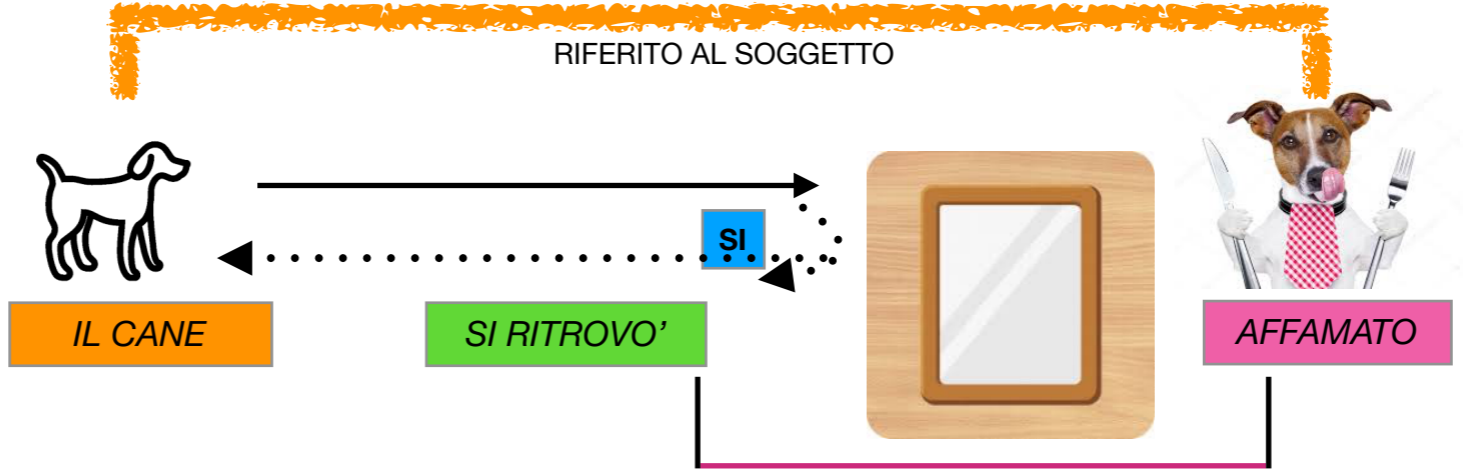 RIFERITO AL SOGGETTO
SI
IL CANE
SI RITROVO’
AFFAMATO